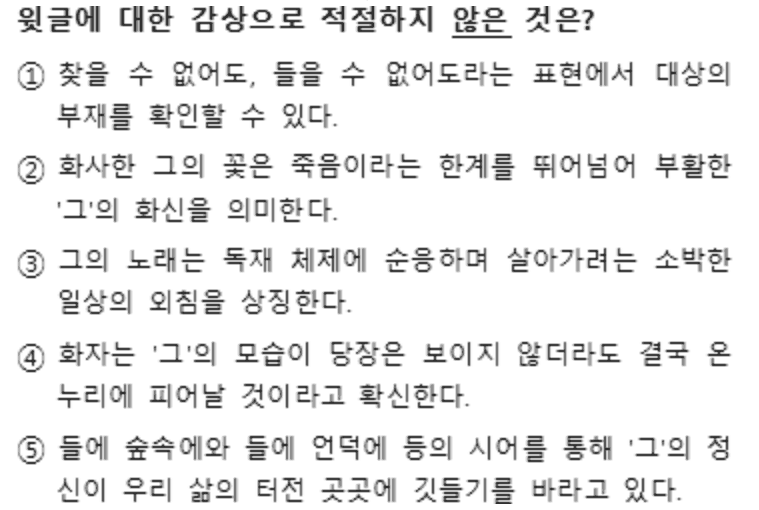 윗글에 대한 감상으로 적절하지 않은 것은?
① 찾을 수 없어도, 들을 수 없어도라는 표현에서 대상의
부재를 확인할 수 있다.
② 화사한 그의 꽃은 죽음이라는 한계를 뛰어넘어 부활한
'그'의 화신을 의미한다.
③ 그의 노래는 독재 체제에 순응하며 살아가려는 소박한
일상의 외침을 상징한다.
④ 화자는 '그'의 모습이 당장은 보이지 않더라도 결국 온
누리에 피어날 것이라고 확신한다.
⑤ 들에 숲속에와 들에 언덕에 등의 시어를 통해 '그'의 정
신이 우리 삶의 터전 곳곳에 깃들기를 바라고 있다.